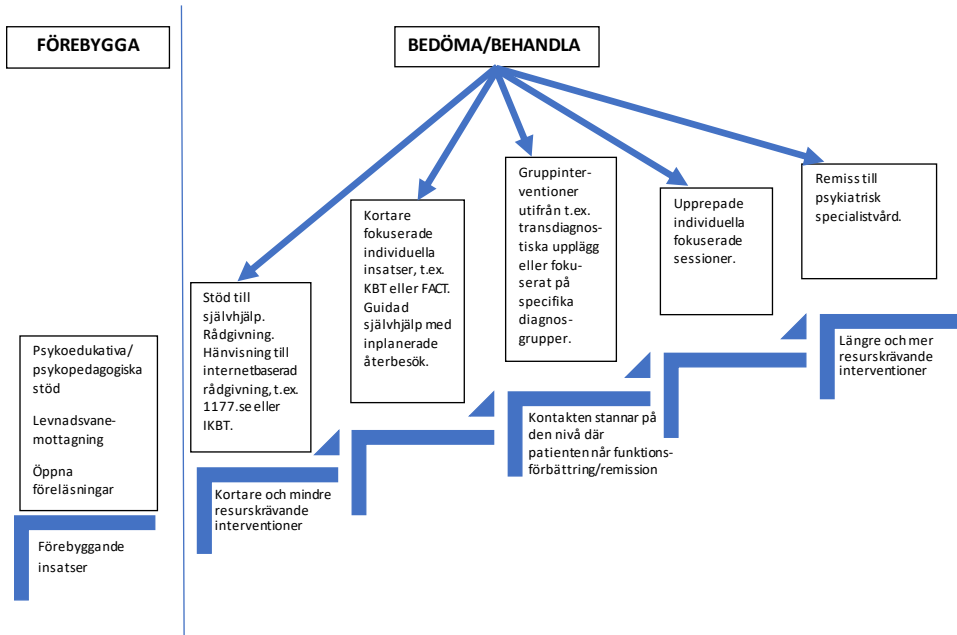 FÖREBYGGA
BEDÖMA/BEHANDLA
Psykoedukativa/
psykopedagogiska
stöd
Levnadsvane-
mottagning
Öppna
föreläsningar
Förebyggande
insatser
Stöd till
självhjälp.
Rådgivning.
Hänvisning till
internetbaserad
rådgivning, t.ex.
1177.se eller
IKBT.
Kortare och mindre
resurskrävande
interventioner
Kortare
fokuserade
individuella
insatser, t.ex.
KBT eller FACT.
Guidad
självhjälp med
inplanerade
återbesök.
Gruppinter-
ventioner
utifrån t.ex.
transdiagnos-
tiska upplägg
eller foku-
serat på
specifika
diagnos-
grupper.
Kontakten stannar på
den nivå där
patienten når funktions-
förbättring/remission
Upprepade
individuella
fokuserade
sessioner.
Remiss till
psykiatrisk
specialistvård.
Längre och mer
resurskrävande
interventioner